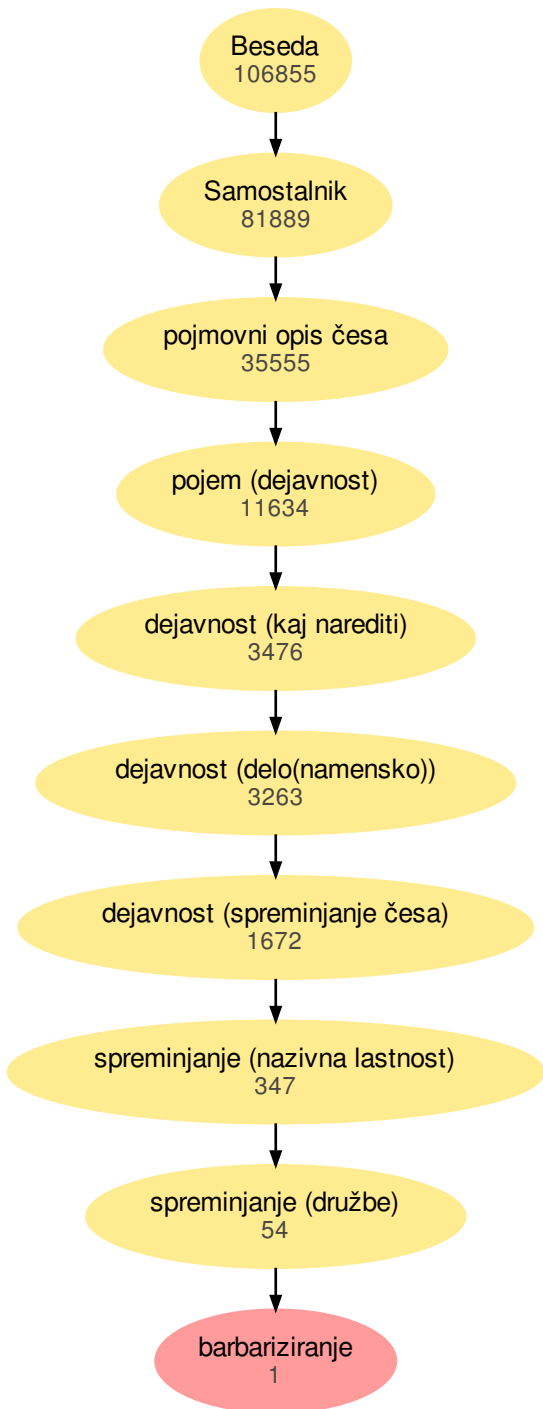 Beseda
106855
Samostalnik
81889
pojmovni opis česa
35555
pojem (dejavnost)
11634
dejavnost (kaj narediti)
3476
dejavnost (delo(namensko))
3263
dejavnost (spreminjanje česa)
1672
spreminjanje (nazivna lastnost)
347
spreminjanje (družbe)
54
barbariziranje
1